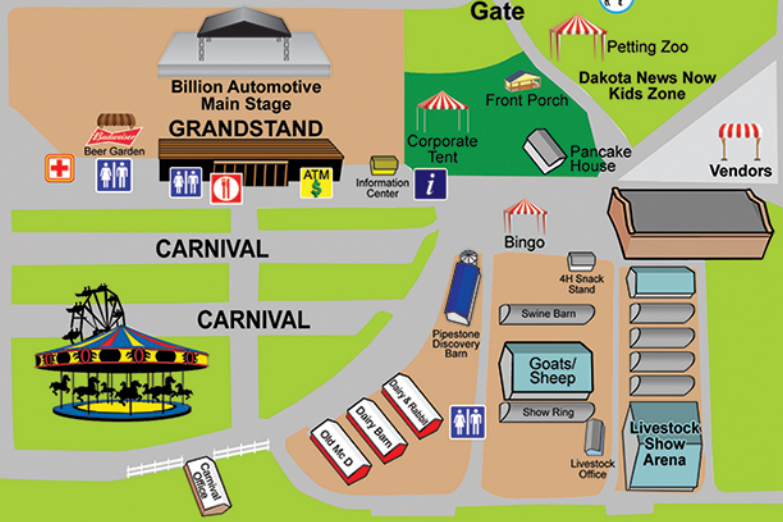 Gate
Petting Zoo
Dakota News Now
Kids Zone
Billion Automotive
Main Stage
GRANDSTAND
Budweiser
Beer Garden
Front Porch
Corporate
Tent
Pancake
House
Vendors
ATM
$
Information
Center
i
Bingo
CARNIVAL
4H Snack
Stand
Swine Barn
CARNIVAL
Pipestone
Discovery
Barn
Goats/
Sheep
Dairy & Rabbit
Dairy Barn
Old Mc D
Show Ring
Livestock
Show
Arena
Livestock
Office
Carnival
Office